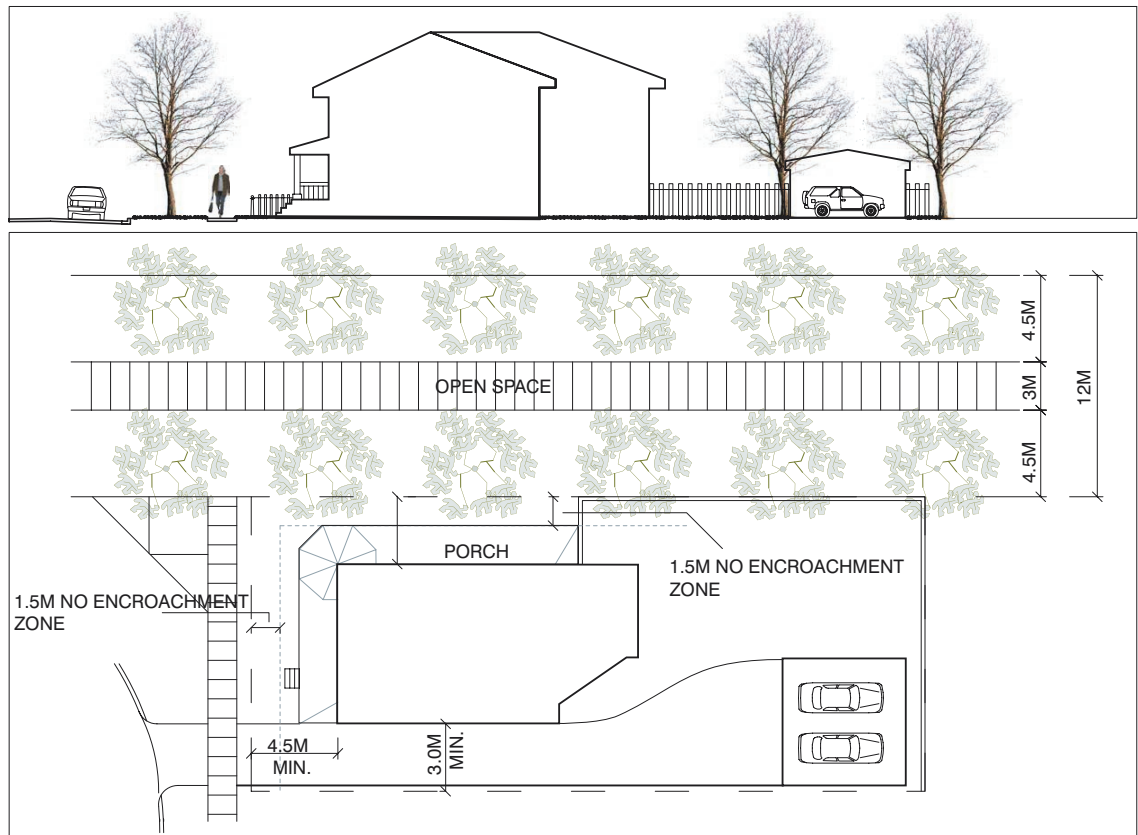 4.5M
OPEN SPACE
3M
12M
4.5M
PORCH
1.5M NO ENCROACHMENT
ZONE
1.5M NO ENCROACHMENT
ZONE
4.5M
MIN.
3.0M
MIN.